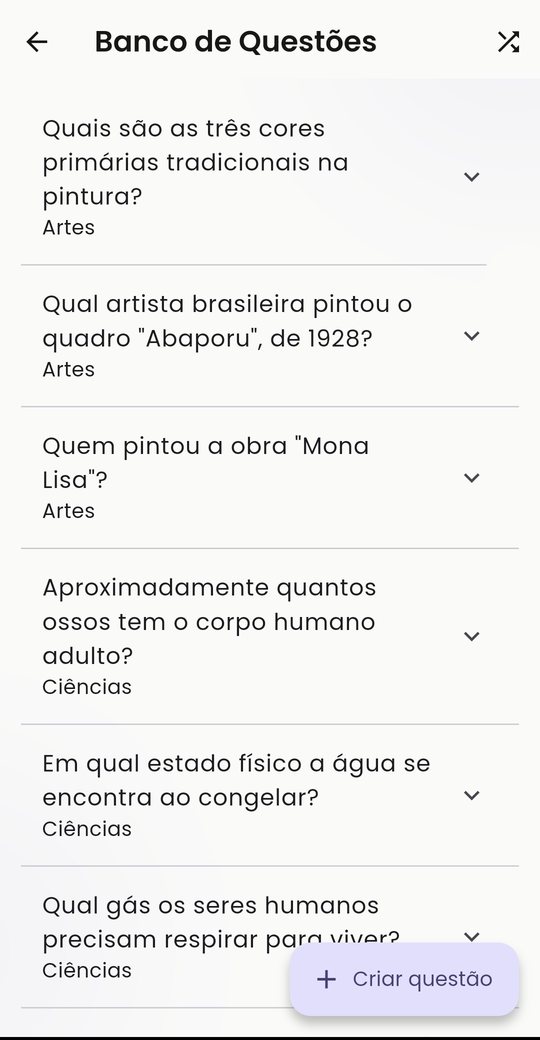 Banco de Questões
Quais são as três cores
primárias tradicionais na
pintura?
Artes
Qual artista brasileira pintou o
quadro "Abaporu", de 1928?
Artes
Quem pintou a obra "Mona
Lisa"?
Artes
Aproximadamente quantos
ossos tem o corpo humano
adulto?
Ciências
Em qual estado físico a água se
encontra ao congelar?
Ciências
Qual gás os seres humanos
precisam respirar para viver?
Ciências
+ Criar questão